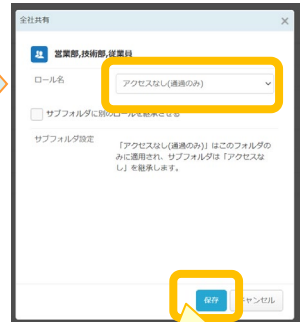 全社共有
営業部,技術部,従業員
ロール名
アクセスなし(通過のみ)
サブフォルダに別のロールを継承させる
サブフォルダ設定
「アクセスなし(通過のみ)」はこのフォルダの
みに適用され、サブフォルダは「アクセスな
し」を継承します。
保存
キャンセル